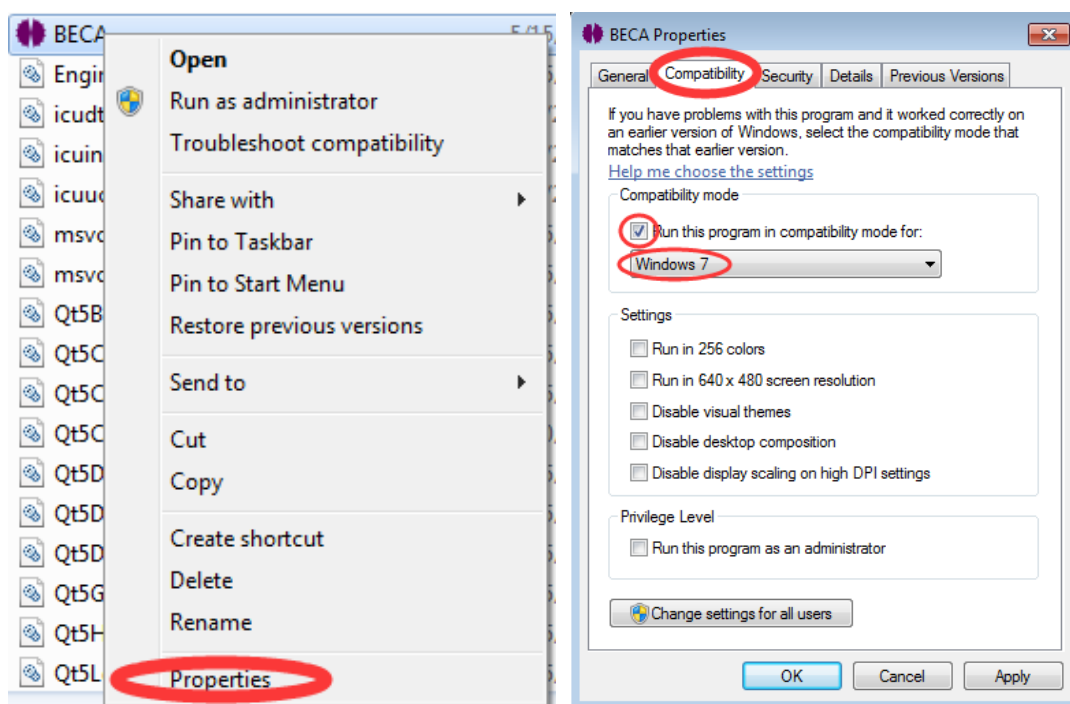 BECA
Engin
icudt
icuin
icuuc
msvc
msvc
Qt5B
Qt5C
Qt5C
Qt5C
Qt5D
Qt5D
Qt5D
Qt5G
Qt5H
Qt5L
Open
Run as administrator
Troubleshoot compatibility
Share with
Pin to Taskbar
Pin to Start Menu
Restore previous versions
Send to
Cut
Copy
Create shortcut
Delete
Rename
Properties
BECA Properties
General Compatibility Security Details Previous Versions
If you have problems with this program and it worked correctly on
an earlier version of Windows, select the compatibility mode that
matches that earlier version.
Help me choose the settings
Compatibility mode
Run this program in compatibility mode for:
Windows 7
Settings
Run in 256 colors
Run in 640 x 480 screen resolution
Disable visual themes
Disable desktop composition
Disable display scaling on high DPI settings
Privilege Level
Run this program as an administrator
Change settings for all users
OK Cancel Apply